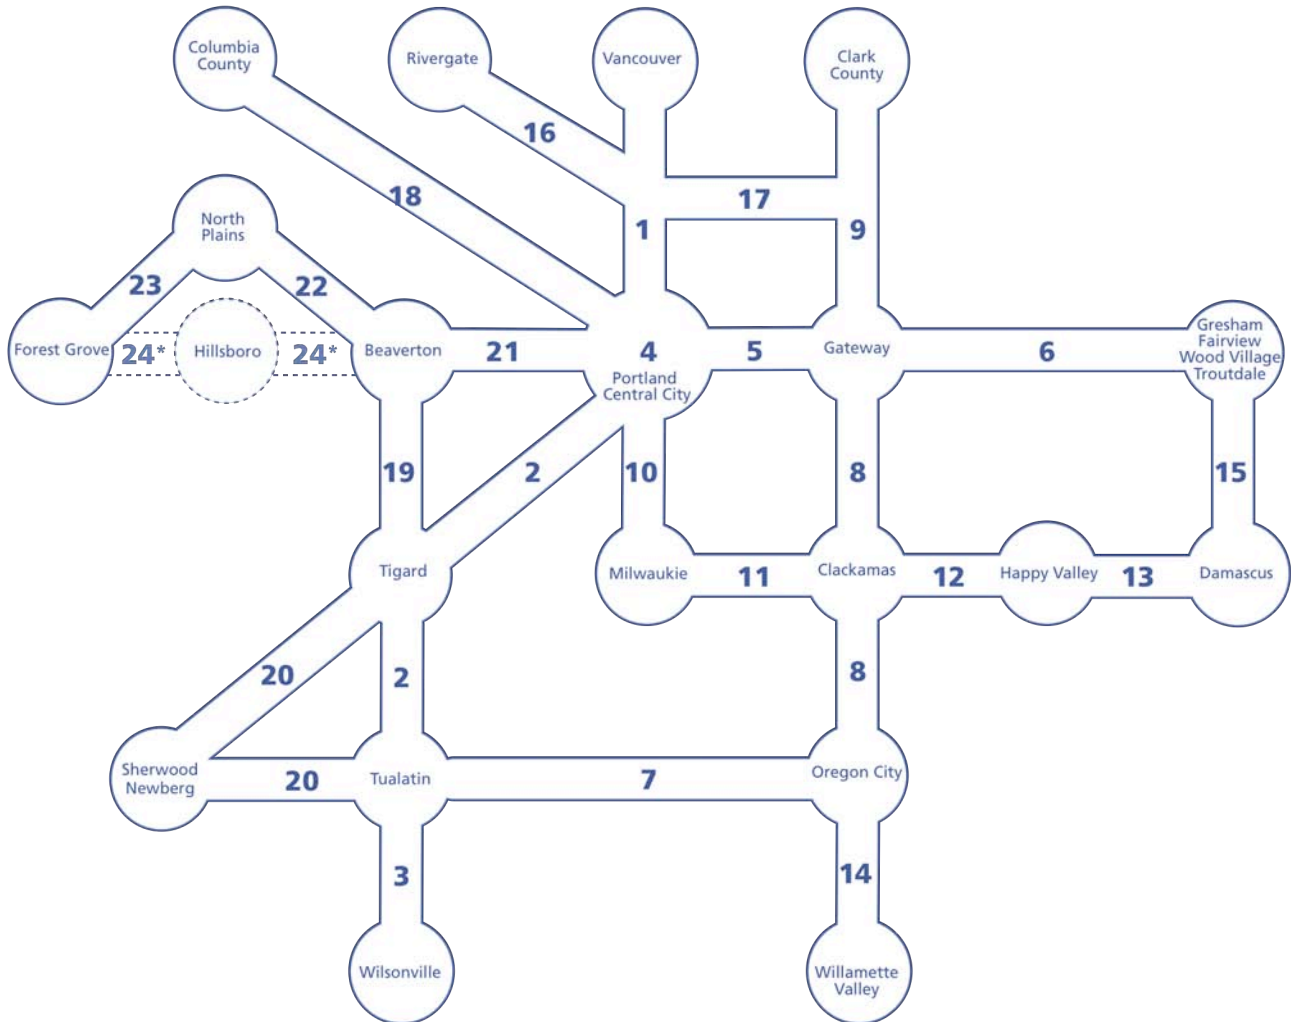 Columbia
County
Rivergate
Vancouver
Clark
County
16
18
17
North
Plains
1
9
23
22
Forest Grove
24*
Hillsboro
24*
Beaverton
21
4
Portland
Central City
5
Gateway
6
Gresham
Fairview
Wood Village
Troutdale
19
2
10
8
15
Tigard
Milwaukie
11
Clackamas
12
Happy Valley
13
Damascus
20
2
8
Sherwood
Newberg
20
Tualatin
7
Oregon City
3
14
Wilsonville
Willamette
Valley